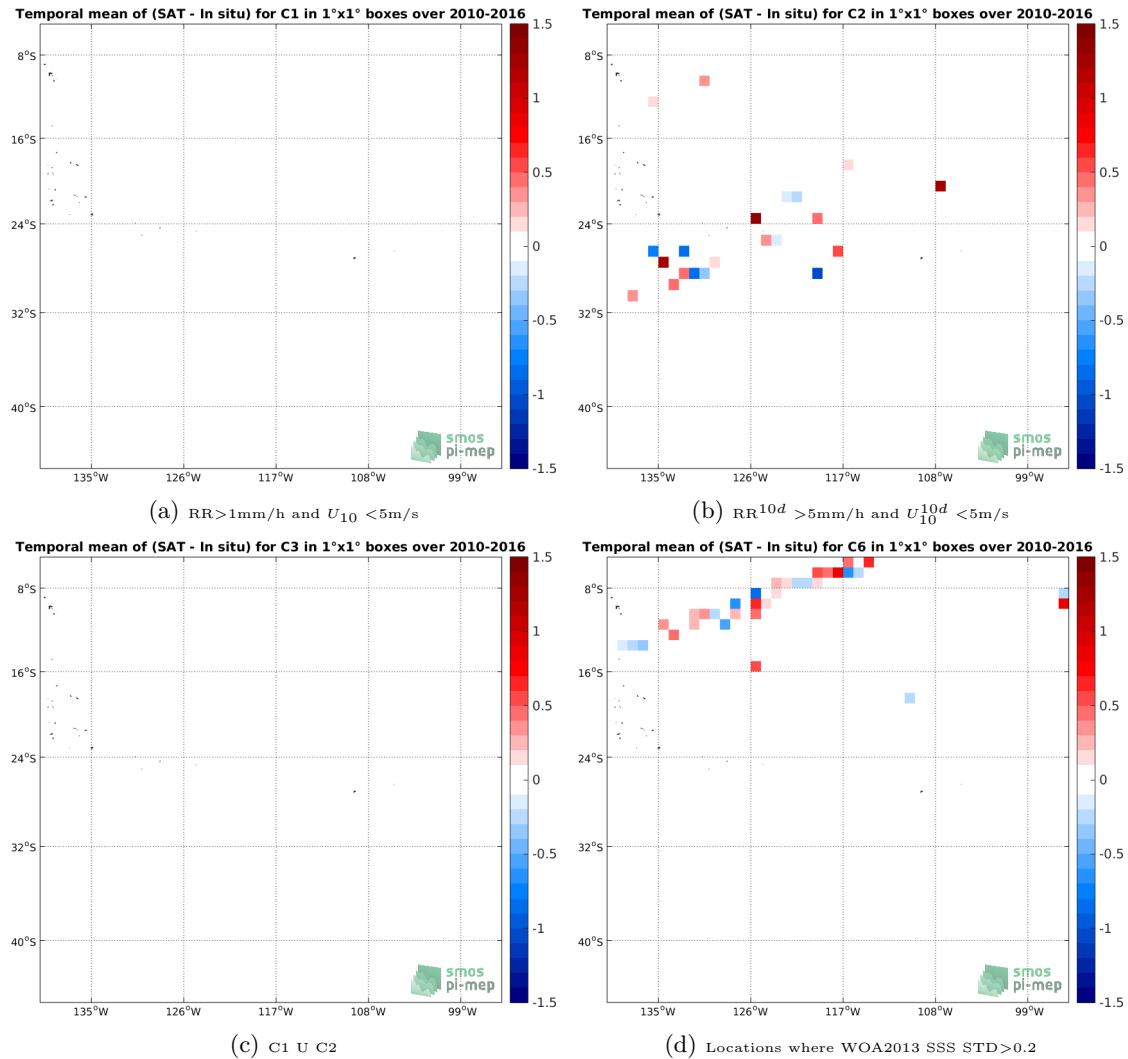 Temporal mean of (SAT - In situ) for C1 in 1°x1° boxes over 2010-2016
1.5
8°S
1
16°S
0.5
24°S
0
32°S
-0.5
40°S
-1
smos
pi-mep
-1.5
135°W 126°W 117°W 108°W 99°W
(a) RR>1mm/h and U10 <5m/s
Temporal mean of (SAT - In situ) for C2 in 1°x1° boxes over 2010-2016
1.5
8°S
1
16°S
0.5
24°S
0
32°S
-0.5
40°S
-1
smos
pi-mep
-1.5
135°W 126°W 117°W 108°W 99°W
(b) RR^10d >5mm/h and U10^10d <5m/s
Temporal mean of (SAT - In situ) for C3 in 1°x1° boxes over 2010-2016
1.5
8°S
1
16°S
0.5
24°S
0
32°S
-0.5
40°S
-1
smos
pi-mep
-1.5
135°W 126°W 117°W 108°W 99°W
(c) C1 U C2
Temporal mean of (SAT - In situ) for C6 in 1°x1° boxes over 2010-2016
1.5
8°S
1
16°S
0.5
24°S
0
32°S
-0.5
40°S
-1
smos
pi-mep
-1.5
135°W 126°W 117°W 108°W 99°W
(d) Locations where WOA2013 SSS STD>0.2